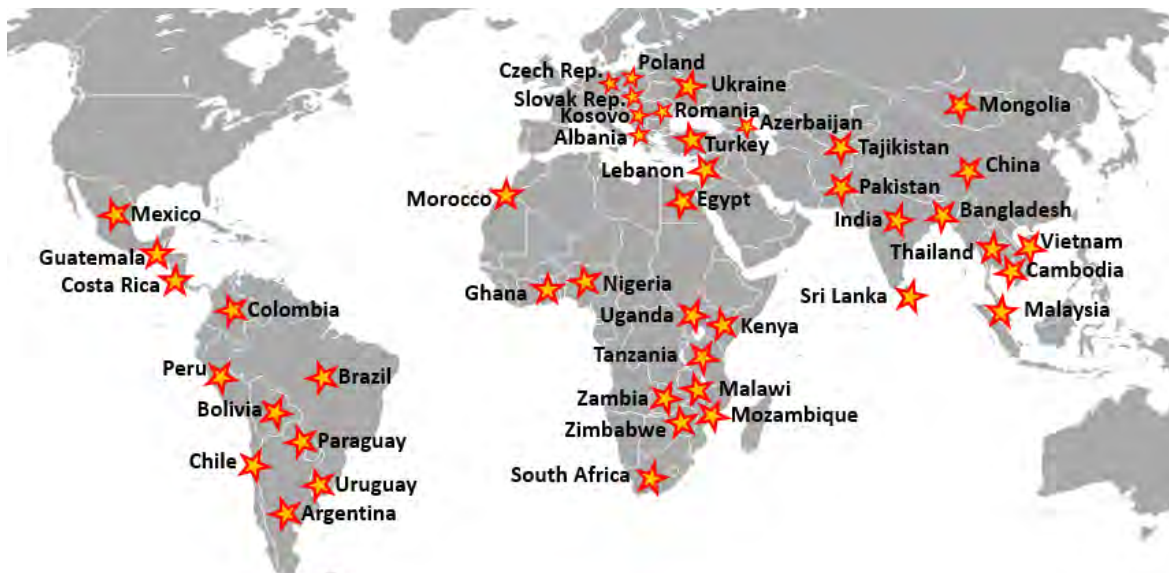 Poland
Czech Rep.
Ukraine
Slovak Rep.
Romania
Mongolia
Kosovo
Azerbaijan
Albania
Turkey
Tajikistan
China
Lebanon
Morocco
Egypt
Pakistan
Mexico
India
Bangladesh
Thailand
Vietnam
Guatemala
Cambodia
Costa Rica
Ghana
Nigeria
Sri Lanka
Colombia
Uganda
Kenya
Malaysia
Tanzania
Peru
Brazil
Malawi
Zambia
Bolivia
Mozambique
Zimbabwe
Paraguay
Chile
South Africa
Uruguay
Argentina